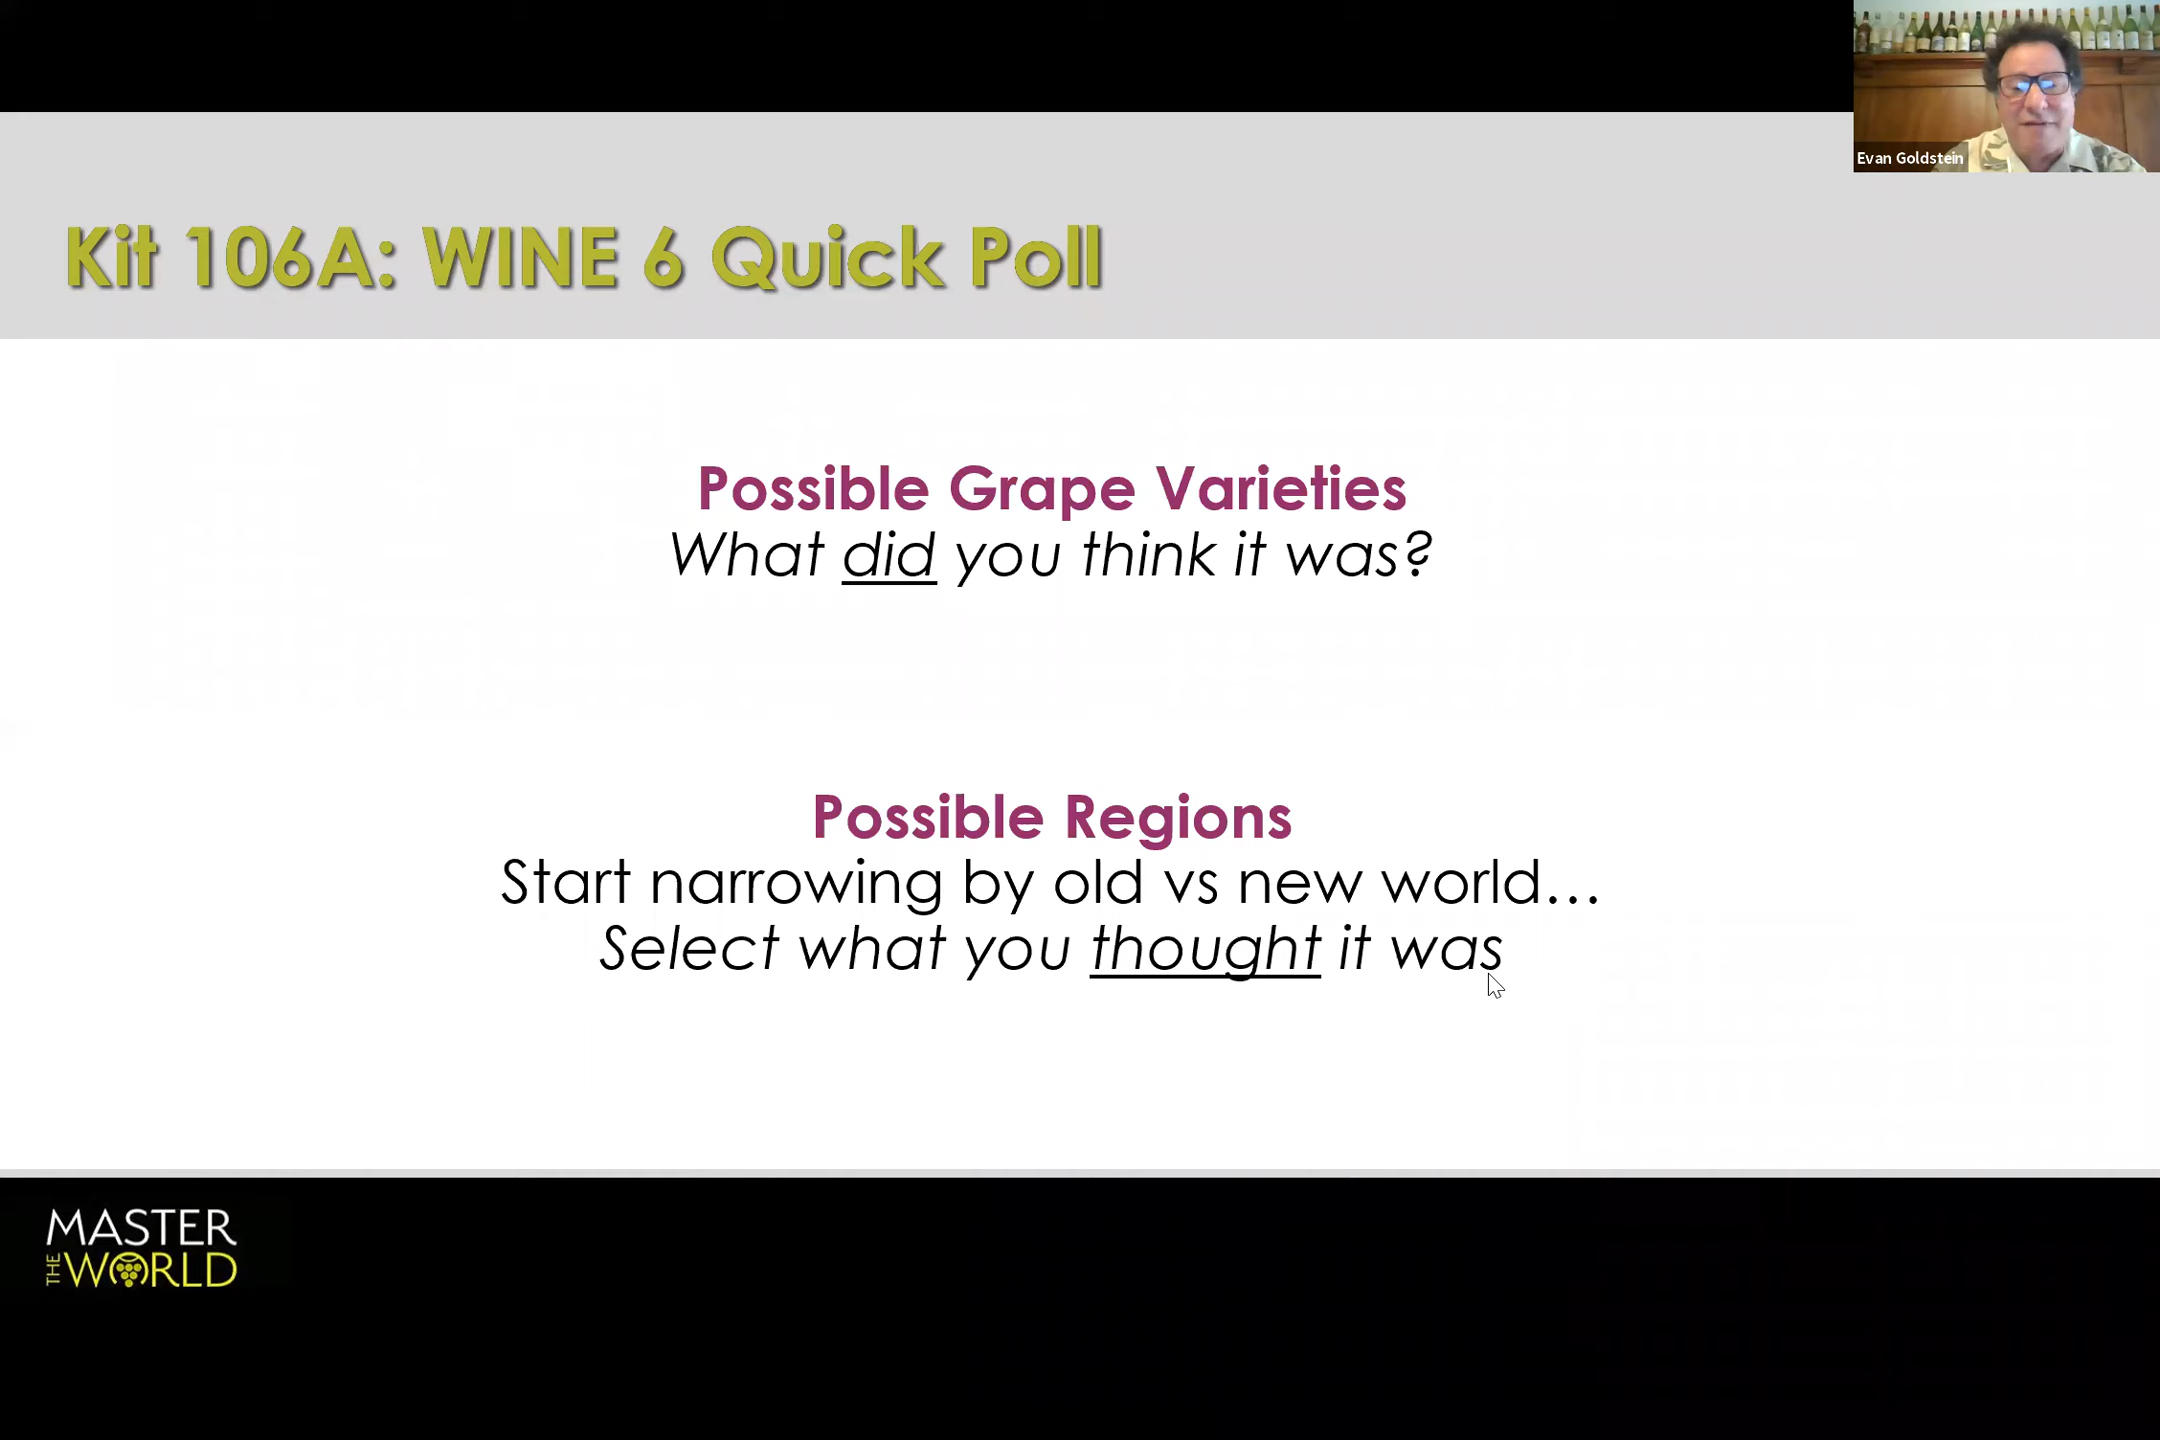 Evan Goldstein
Kit 106A: WINE 6 Quick Poll
Possible Grape Varieties
What did you think it was?
Possible Regions
Start narrowing by old vs new world...
Select what you thought it was
MASTER
THE WORLD